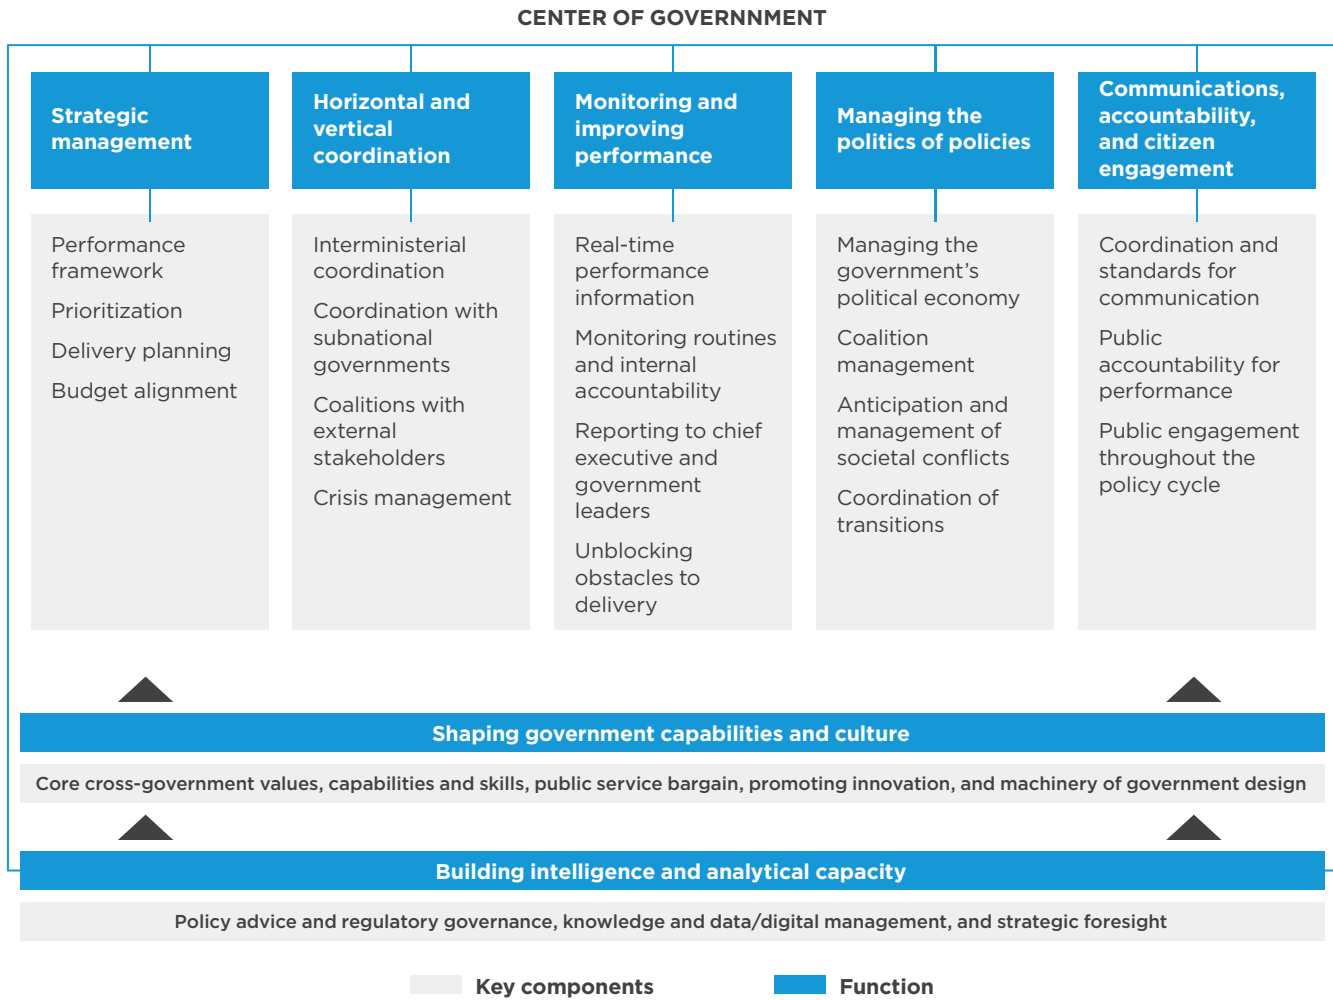 CENTER OF GOVERNNMENT
Strategic
management
Horizontal and
vertical
coordination
Monitoring and
improving
performance
Managing the
politics of policies
Communications,
accountability,
and citizen
engagement
Performance
framework
Prioritization
Delivery planning
Budget alignment
Interministerial
coordination
Coordination with
subnational
governments
Coalitions with
external
stakeholders
Crisis management
Real-time
performance
information
Monitoring routines
and internal
accountability
Reporting to chief
executive and
government
leaders
Unblocking
obstacles to
delivery
Managing the
government’s
political economy
Coalition
management
Anticipation and
management of
societal conflicts
Coordination of
transitions
Coordination and
standards for
communication
Public
accountability for
performance
Public engagement
throughout the
policy cycle
Shaping government capabilities and culture
Core cross-government values, capabilities and skills, public service bargain, promoting innovation, and machinery of government design
Building intelligence and analytical capacity
Policy advice and regulatory governance, knowledge and data/digital management, and strategic foresight
Key components
Function